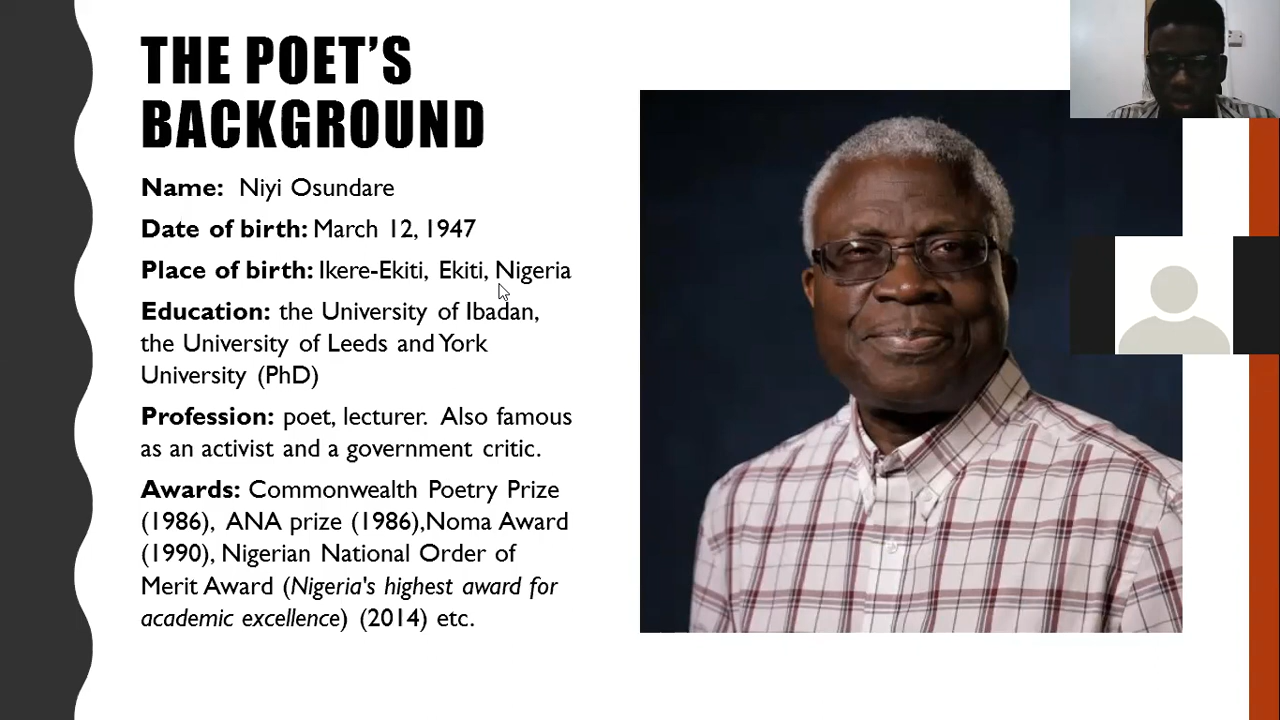 THE POET'S
BACKGROUND
Name: Niyi Osundare
Date of birth: March 12, 1947
Place of birth: Ikere-Ekiti, Ekiti, Nigeria
Education: the University of Ibadan,
the University of Leeds and York
University (PhD)
Profession: poet, lecturer. Also famous
as an activist and a government critic.
Awards: Commonwealth Poetry Prize
(1986), ANA prize (1986),Noma Award
(1990), Nigerian National Order of
Merit Award (Nigeria's highest award for
academic excellence) (2014) etc.